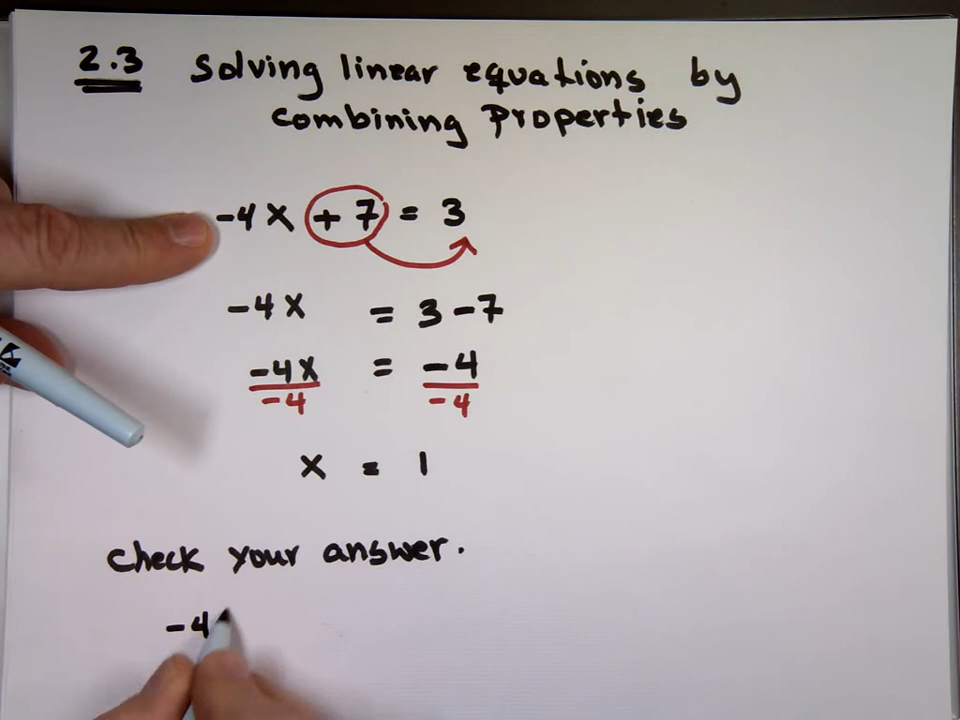 2.3 Solving linear equations by
combining Properties
-4x + 7 = 3
-4x = 3 - 7
-4x = -4
-4 -4
x = 1
Check your answer.
-4